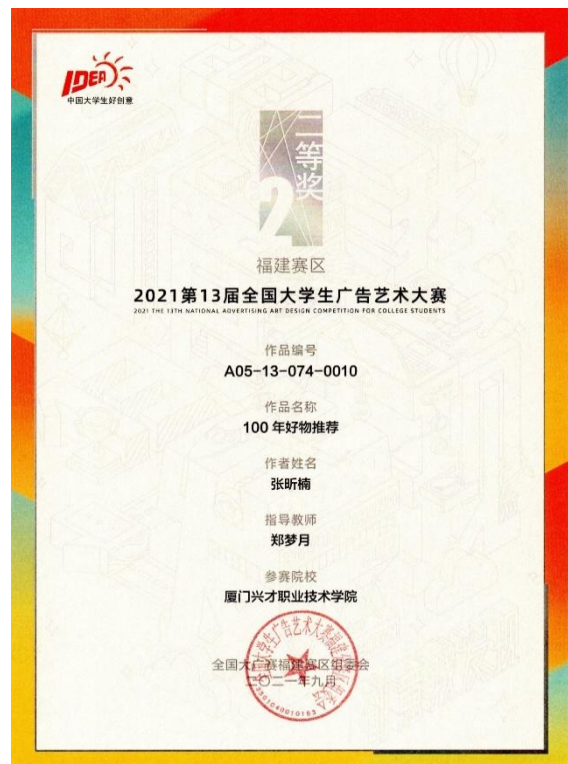 IDEA
中国大学生好创意
二等奖
2
福建赛区
2021第13届全国大学生广告艺术大赛
2021 THE 13TH NATIONAL ADVERTISING ART DESIGN COMPETITION FOR COLLEGE STUDENTS
作品编号
A05-13-074-0010
作品名称
100 年好物推荐
作者姓名
张昕楠
指导教师
郑梦月
参赛院校
厦门兴才职业技术学院
全国大广赛福建赛区组委会
二〇二一年九月